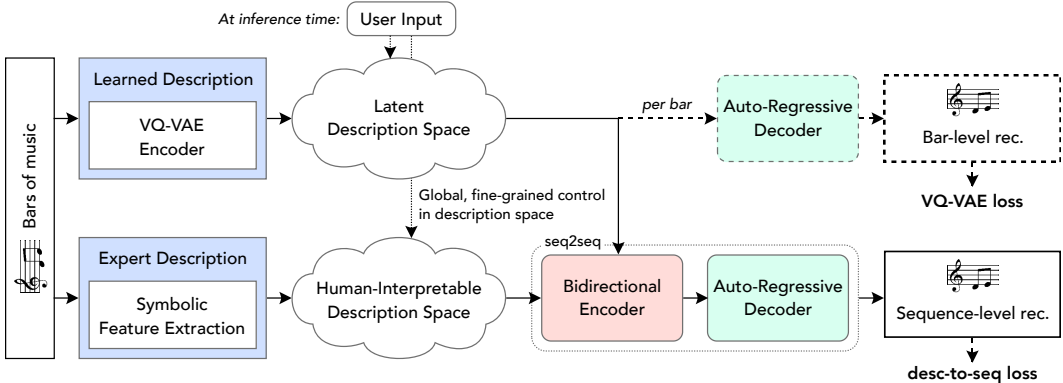 At inference time:
User Input
Bars of music
Learned Description
VQ-VAE
Encoder
Latent
Description Space
per bar
Auto-Regressive
Decoder
Bar-level rec.
VQ-VAE loss
Global, fine-grained control
in description space
Expert Description
Symbolic
Feature Extraction
Human-Interpretable
Description Space
seq2seq
Bidirectional
Encoder
Auto-Regressive
Decoder
Sequence-level rec.
desc-to-seq loss